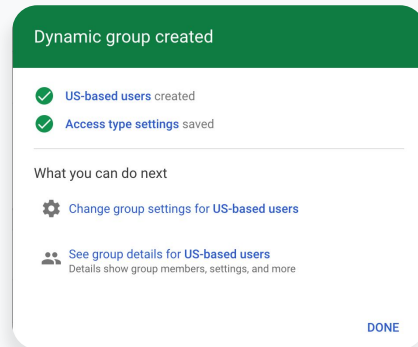 Dynamic group created
US-based users created
Access type settings saved
What you can do next
Change group settings for US-based users
See group details for US-based users
Details show group members, settings, and more
DONE